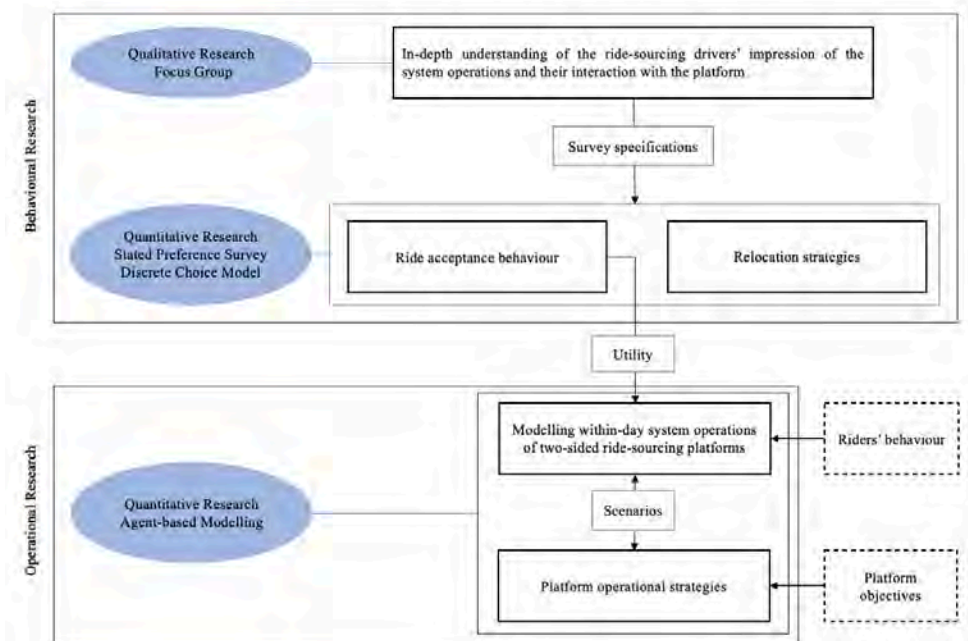 Behavioural Research
Qualitative Research
Focus Group
In-depth understanding of the ride-sourcing drivers' impression of the
system operations and their interaction with the platform
Survey specifications
Quantitative Research
Stated Preference Survey
Discrete Choice Model
Ride acceptance behaviour
Relocation strategies
Utility
Operational Research
Quantitative Research
Agent-based Modelling
Modelling within-day system operations
of two-sided ride-sourcing platforms
Riders' behaviour
Scenarios
Platform operational strategies
Platform
objectives